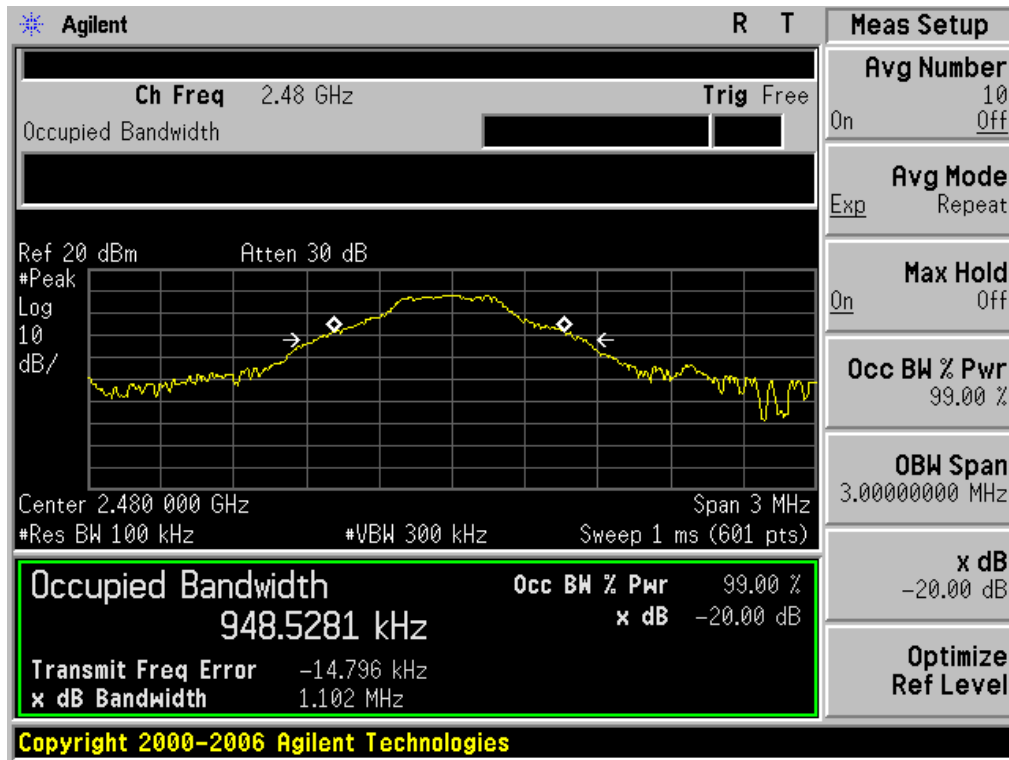 Agilent R T
Ch Freq 2.48 GHz Trig Free
Occupied Bandwidth
Ref 20 dBm Atten 30 dB
#Peak
Log
10
dB/
Center 2.480 000 GHz Span 3 MHz
#Res BW 100 kHz #VBW 300 kHz Sweep 1 ms (601 pts)
Occupied Bandwidth Occ BW % Pwr 99.00 %
948.5281 kHz x dB -20.00 dB
Transmit Freq Error -14.796 kHz
x dB Bandwidth 1.102 MHz
Copyright 2000-2006 Agilent Technologies
Meas Setup
Avg Number
10
On Off
Avg Mode
Exp Repeat
Max Hold
On Off
Occ BW % Pwr
99.00 %
OBW Span
3.00000000 MHz
x dB
-20.00 dB
Optimize
Ref Level